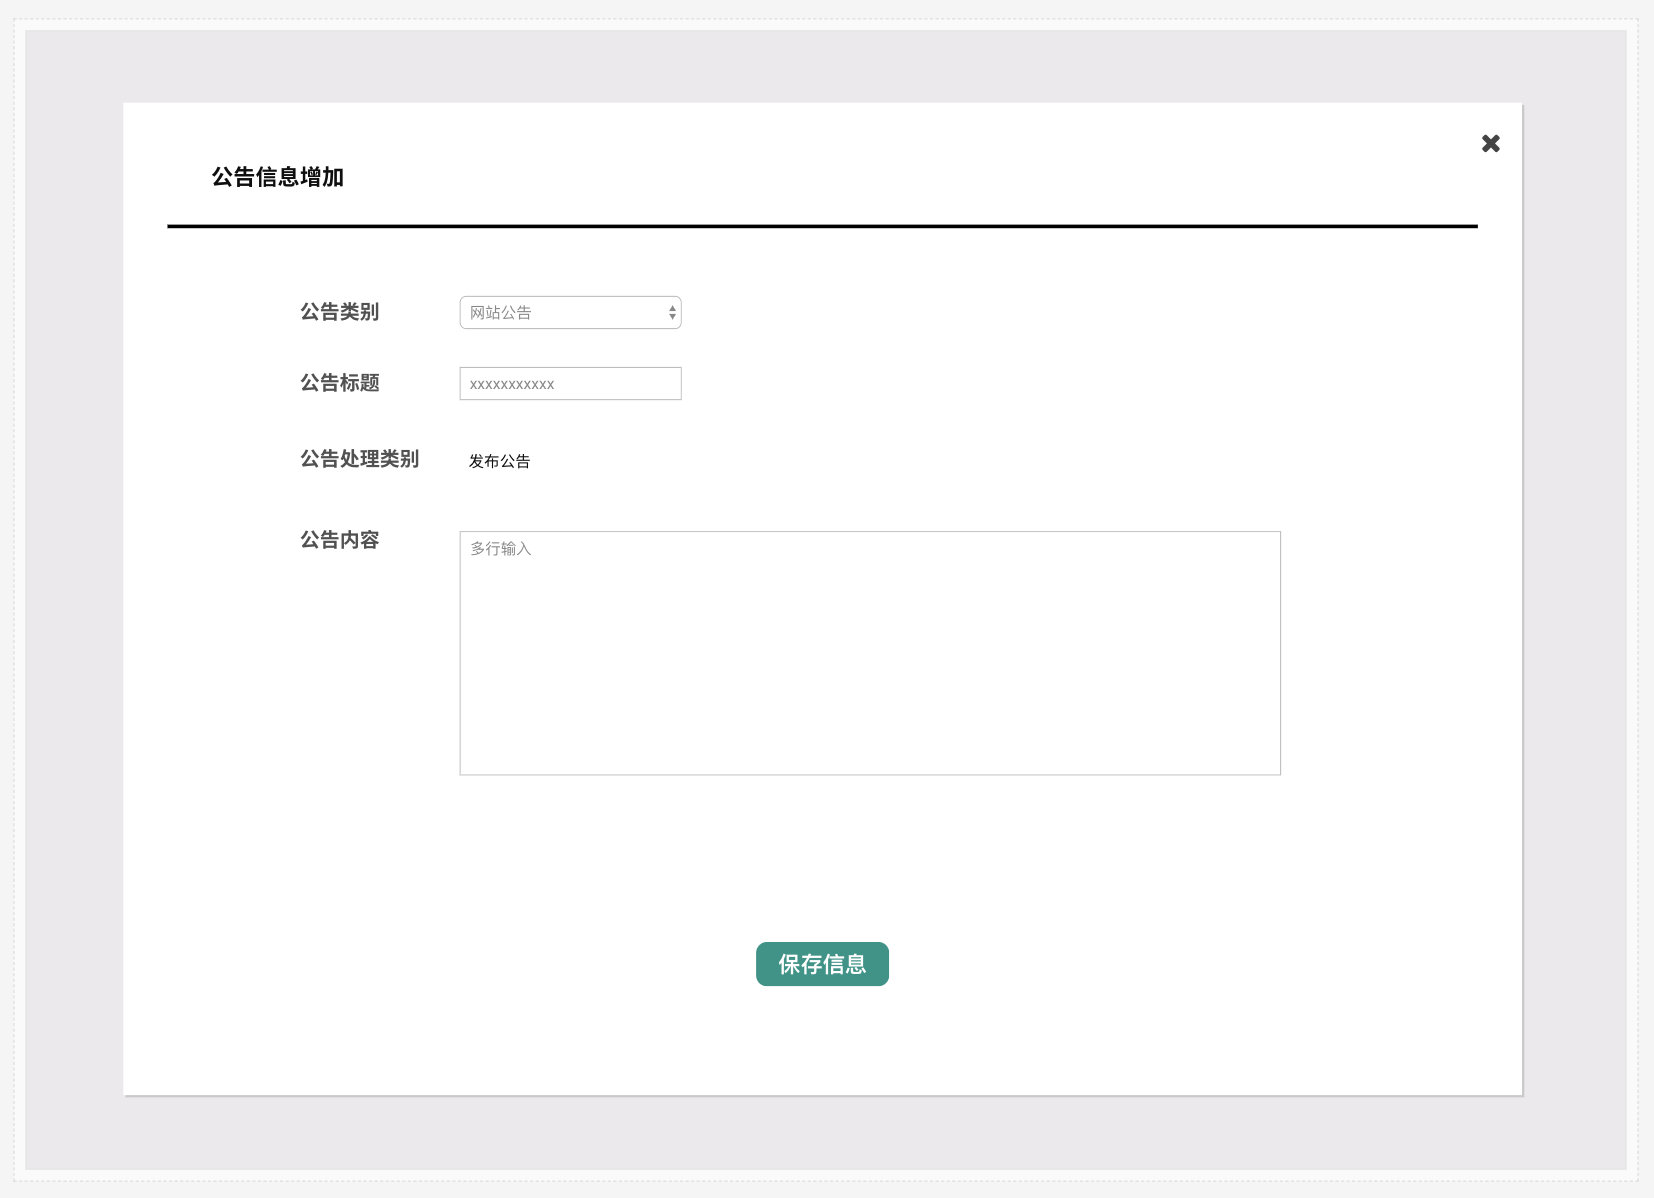 公告信息增加
公告类别 网站公告
公告标题 xxxxxxxxxxx
公告处理类别 发布公告
公告内容 多行输入
保存信息